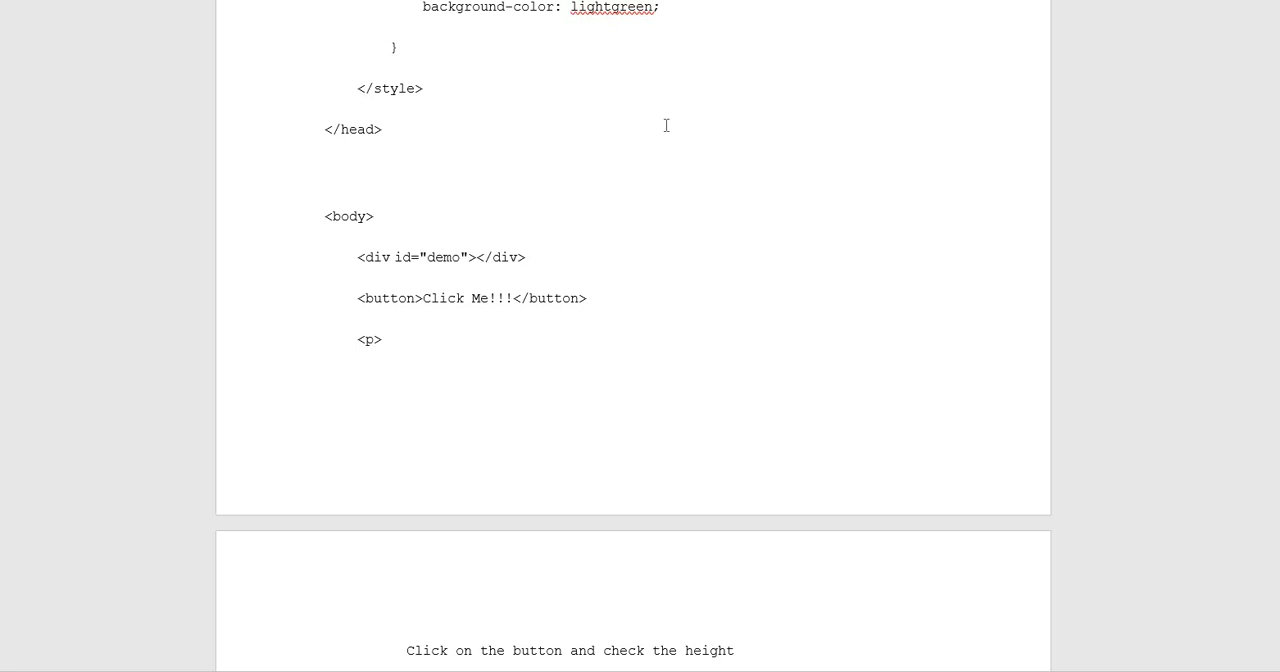 background-color: lightgreen;
}
</style>
</head>
<body>
<div id="demo"></div>
<button>Click Me!!!</button>
<p>
Click on the button and check the height